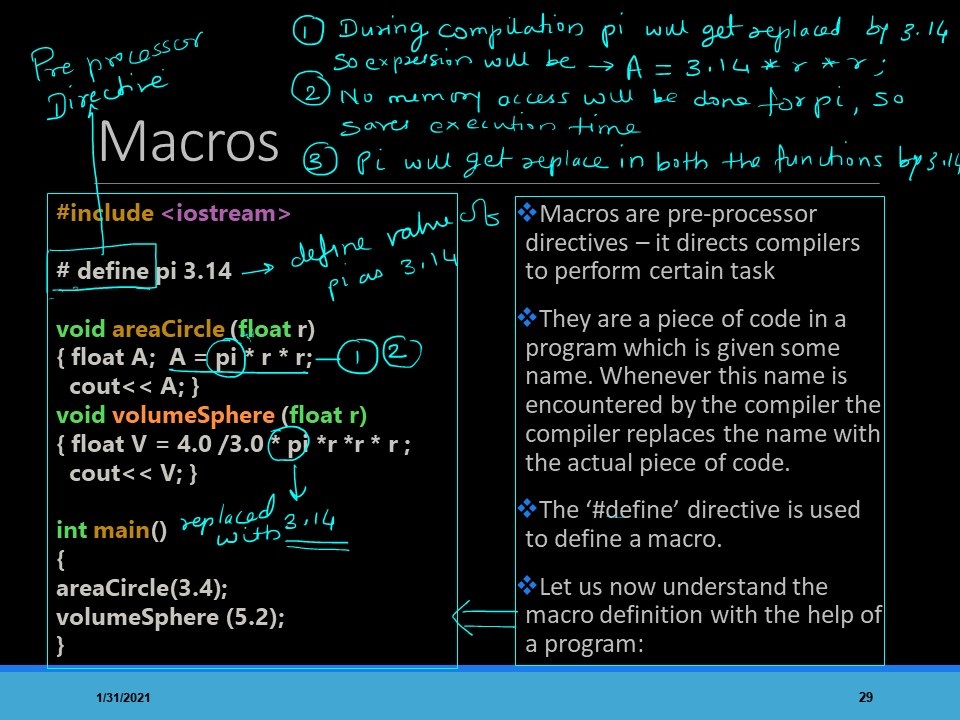 Pre processor
Directive
① During compilation pi will get replaced by 3.14
So expression will be → A = 3.14 * r * r;
② No memory access will be done for pi, so
saves execution time
③ Pi will get replace in both the functions by 3.14
Macros
#include <iostream>
# define pi 3.14 → define value of
pi as 3.14
void areaCircle (float r)
{ float A;  A = pi * r * r; — ① ②
cout<< A; }
void volumeSphere (float r)
{ float V = 4.0 /3.0 * pi *r *r * r ;
cout<< V; }
replaced
with 3.14
int main()
{
areaCircle(3.4);
volumeSphere (5.2);
}
❖Macros are pre-processor
directives – it directs compilers
to perform certain task
❖They are a piece of code in a
program which is given some
name. Whenever this name is
encountered by the compiler the
compiler replaces the name with
the actual piece of code.
❖The ‘#define’ directive is used
to define a macro.
❖Let us now understand the
macro definition with the help of
a program:
1/31/2021
29